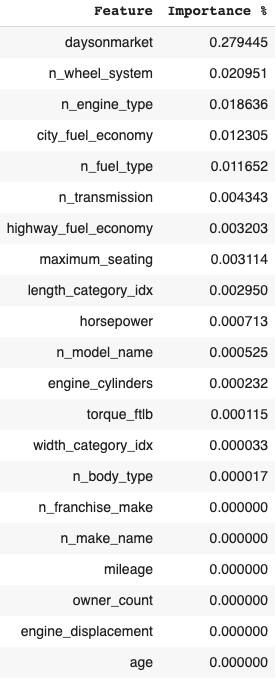 Feature Importance %
daysonmarket 0.279445
n_wheel_system 0.020951
n_engine_type 0.018636
city_fuel_economy 0.012305
n_fuel_type 0.011652
n_transmission 0.004343
highway_fuel_economy 0.003203
maximum_seating 0.003114
length_category_idx 0.002950
horsepower 0.000713
n_model_name 0.000525
engine_cylinders 0.000232
torque_ftlb 0.000115
width_category_idx 0.000033
n_body_type 0.000017
n_franchise_make 0.000000
n_make_name 0.000000
mileage 0.000000
owner_count 0.000000
engine_displacement 0.000000
age 0.000000